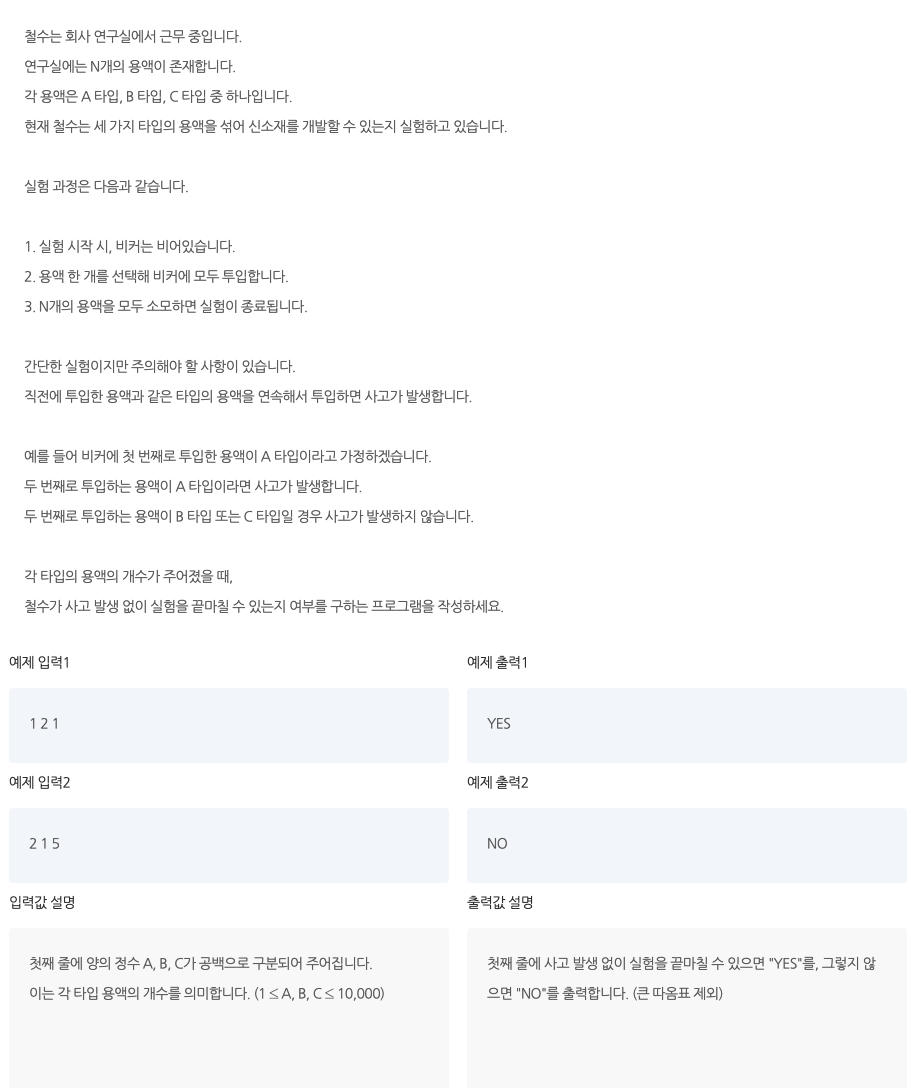 철수는 회사 연구실에서 근무 중입니다.
연구실에는 N개의 용액이 존재합니다.
각 용액은 A 타입, B 타입, C 타입 중 하나입니다.
현재 철수는 세 가지 타입의 용액을 섞어 신소재를 개발할 수 있는지 실험하고 있습니다.
실험 과정은 다음과 같습니다.
1. 실험 시작 시, 비커는 비어있습니다.
2. 용액 한 개를 선택해 비커에 모두 투입합니다.
3. N개의 용액을 모두 소모하면 실험이 종료됩니다.
간단한 실험이지만 주의해야 할 사항이 있습니다.
직전에 투입한 용액과 같은 타입의 용액을 연속해서 투입하면 사고가 발생합니다.
예를 들어 비커에 첫 번째로 투입한 용액이 A 타입이라고 가정하겠습니다.
두 번째로 투입하는 용액이 A 타입이라면 사고가 발생합니다.
두 번째로 투입하는 용액이 B 타입 또는 C 타입일 경우 사고가 발생하지 않습니다.
각 타입의 용액의 개수가 주어졌을 때,
철수가 사고 발생 없이 실험을 끝마칠 수 있는지 여부를 구하는 프로그램을 작성하세요.
예제 입력1
1 2 1
예제 출력1
YES
예제 입력2
2 1 5
예제 출력2
NO
입력값 설명
첫째 줄에 양의 정수 A, B, C가 공백으로 구분되어 주어집니다.
이는 각 타입 용액의 개수를 의미합니다. (1 ≤ A, B, C ≤ 10,000)
출력값 설명
첫째 줄에 사고 발생 없이 실험을 끝마칠 수 있으면 "YES"를, 그렇지 않
으면 "NO"를 출력합니다. (큰 따옴표 제외)